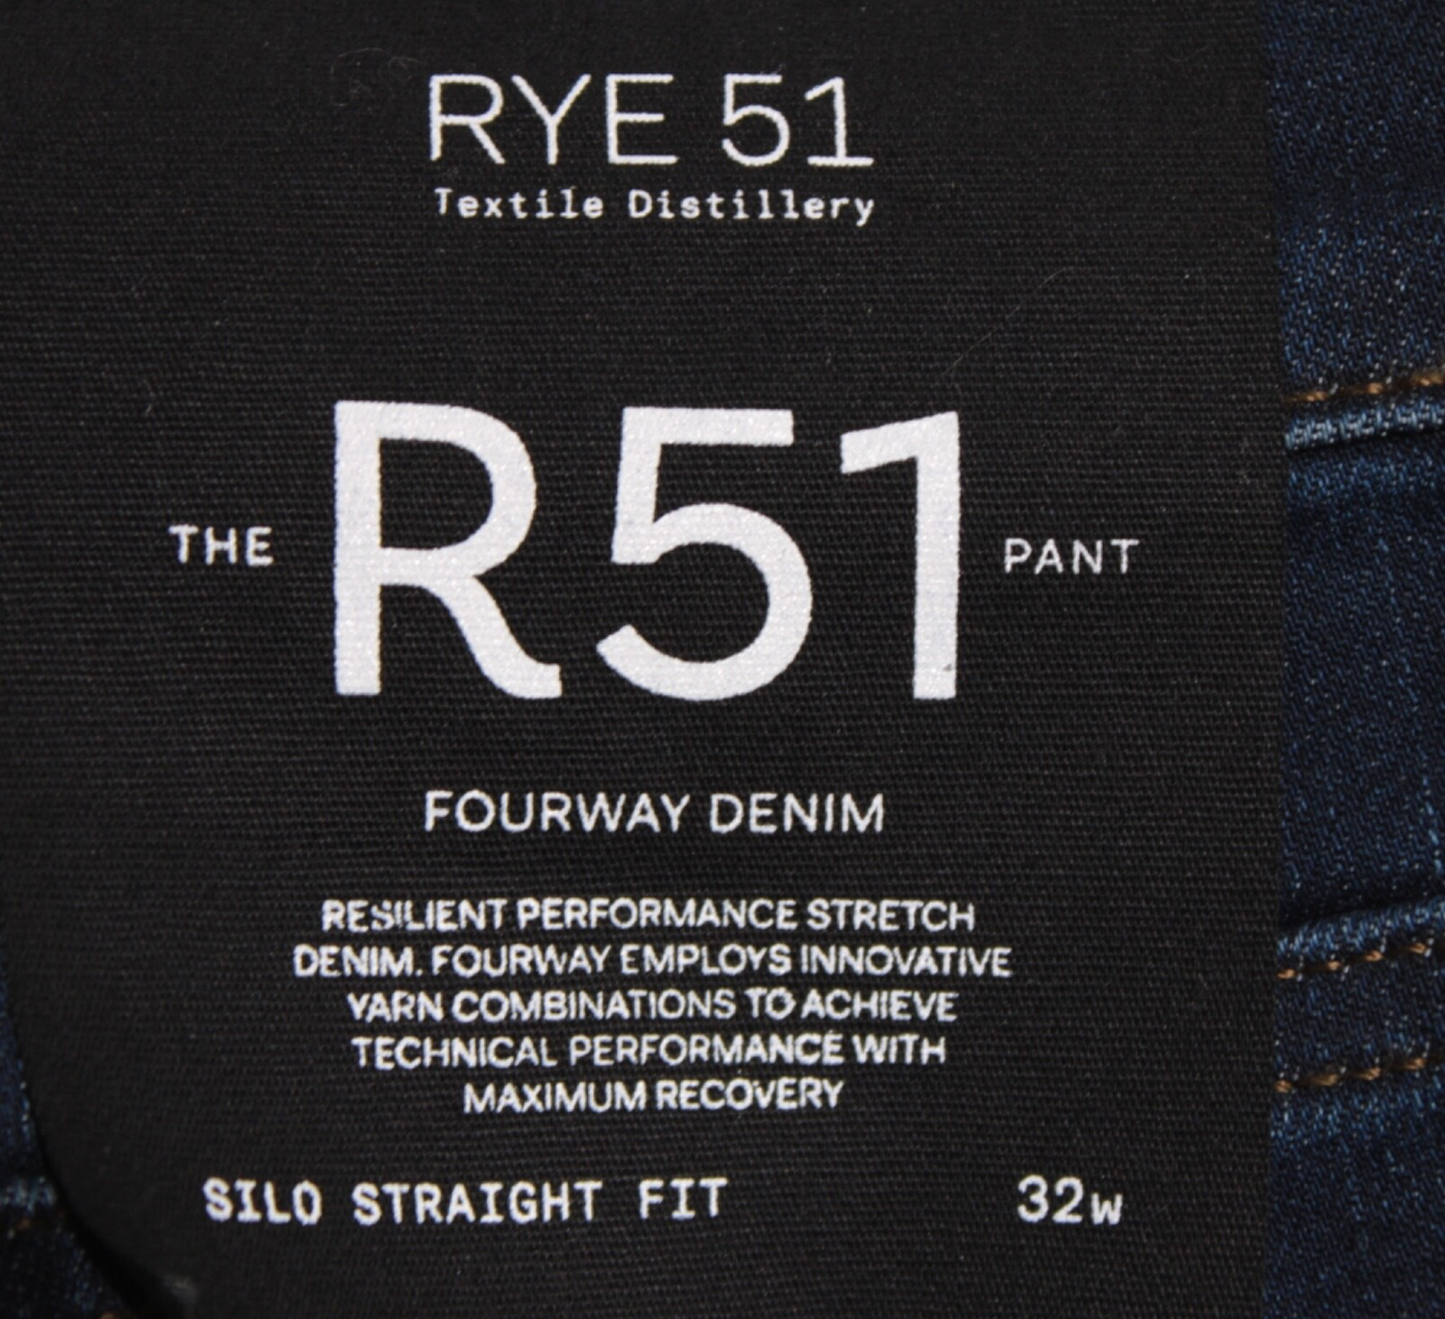 RYE 51
Textile Distillery
THE R51 PANT
FOURWAY DENIM
RESILIENT PERFORMANCE STRETCH
DENIM. FOURWAY EMPLOYS INNOVATIVE
YARN COMBINATIONS TO ACHIEVE
TECHNICAL PERFORMANCE WITH
MAXIMUM RECOVERY
SILO STRAIGHT FIT 32W